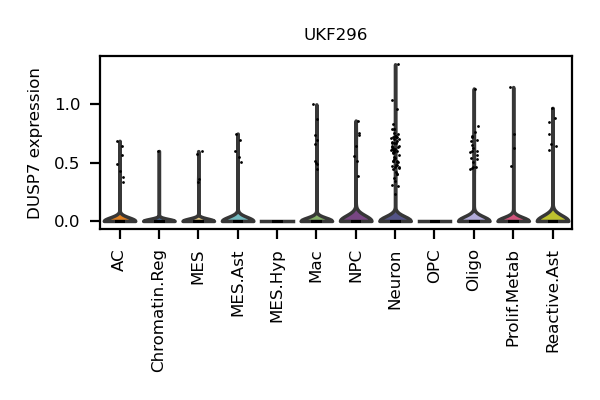 UKF296
DUSP7 expression
1.0
0.5
0.0
AC
Chromatin.Reg
MES
MES.Ast
MES.Hyp
Mac
NPC
Neuron
OPC
Oligo
Prolif.Metab
Reactive.Ast